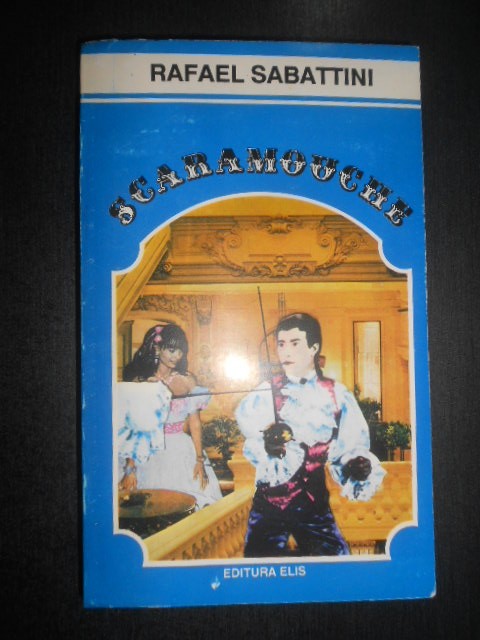 RAFAEL SABATTINI
SCARAMOUCHE
EDITURA ELIS